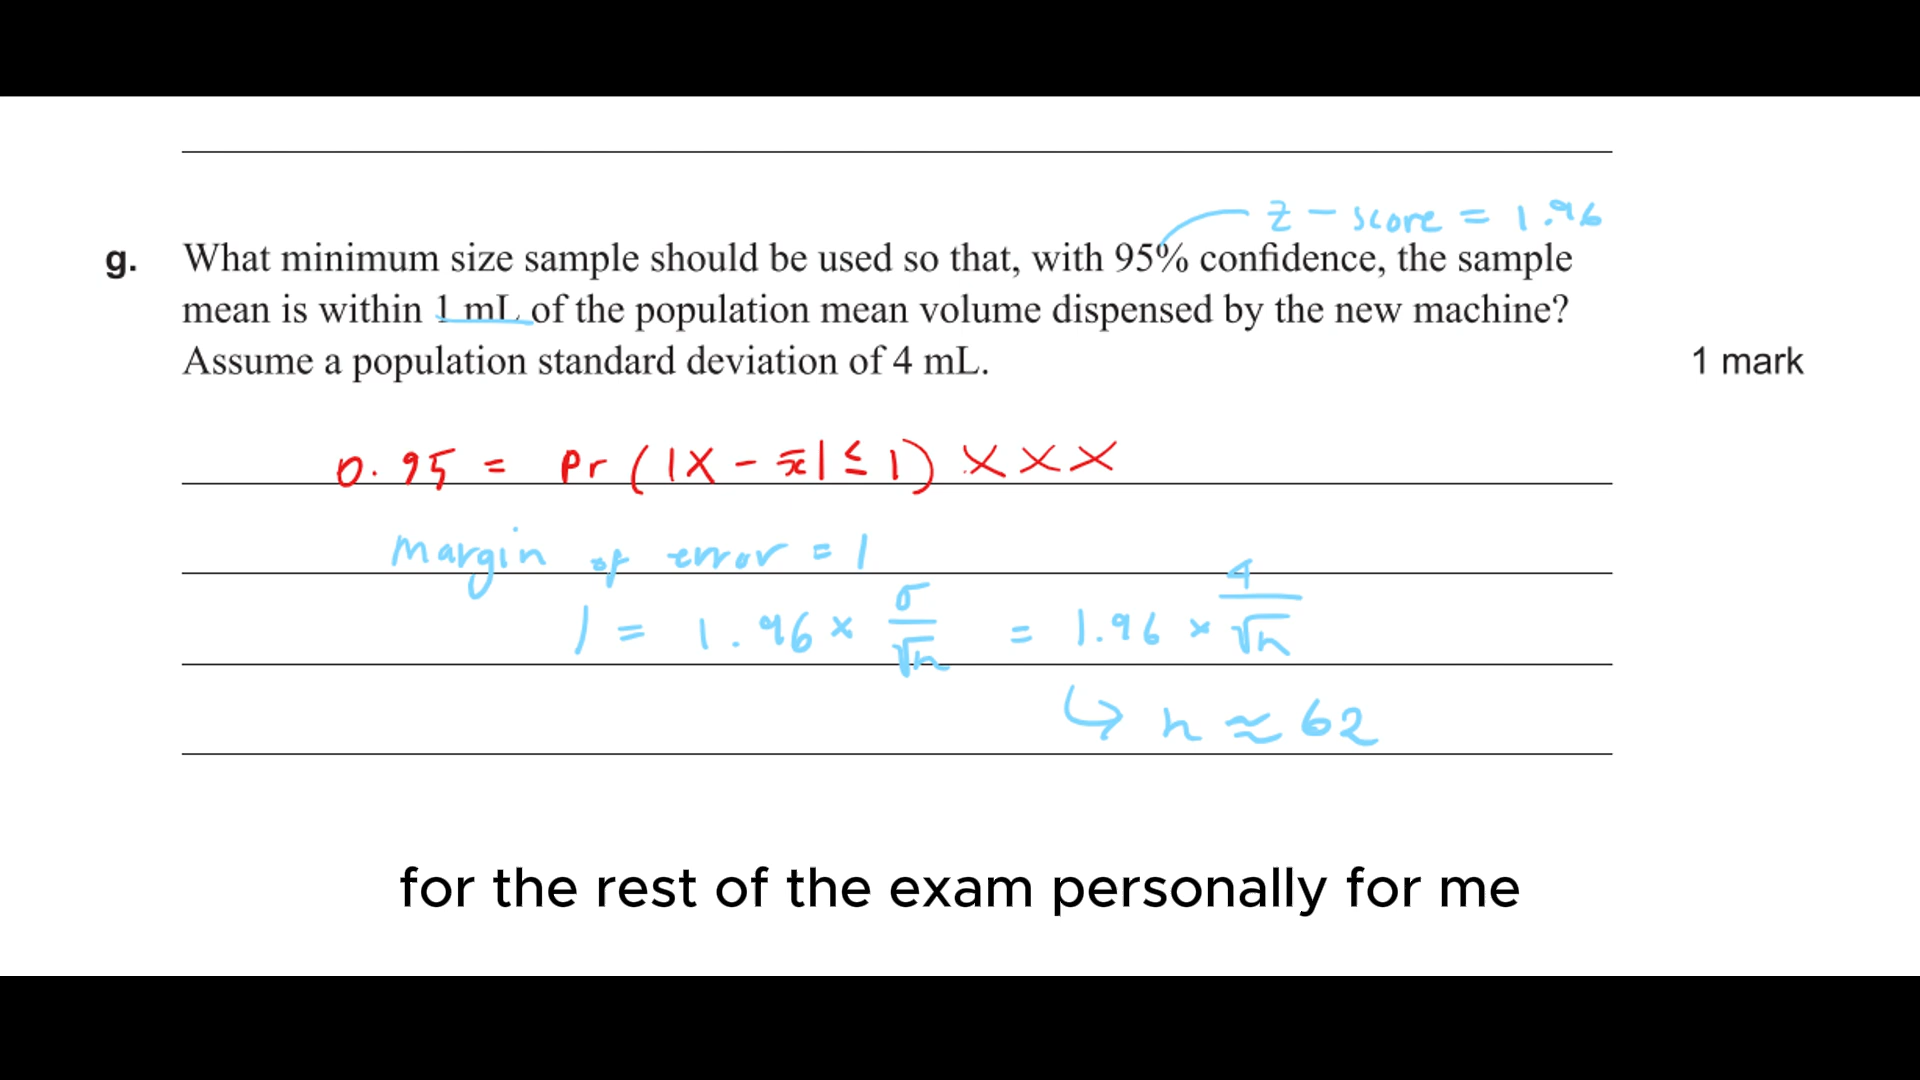 z-score = 1.96
g. What minimum size sample should be used so that, with 95% confidence, the sample
mean is within 1 mL of the population mean volume dispensed by the new machine?
Assume a population standard deviation of 4 mL.
1 mark
0.95 = Pr(|X - x̄| ≤ 1) X X X
margin of error = 1
1 = 1.96 × σ/√n = 1.96 × 4/√n
↳ n ≈ 62
for the rest of the exam personally for me